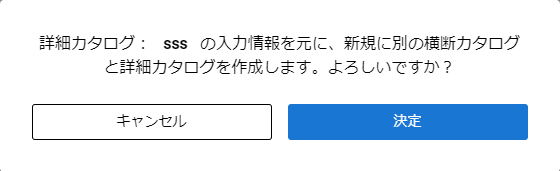 詳細カタログ： sss の入力情報を元に、新規に別の横断カタログ
と詳細カタログを作成します。よろしいですか？
キャンセル
決定